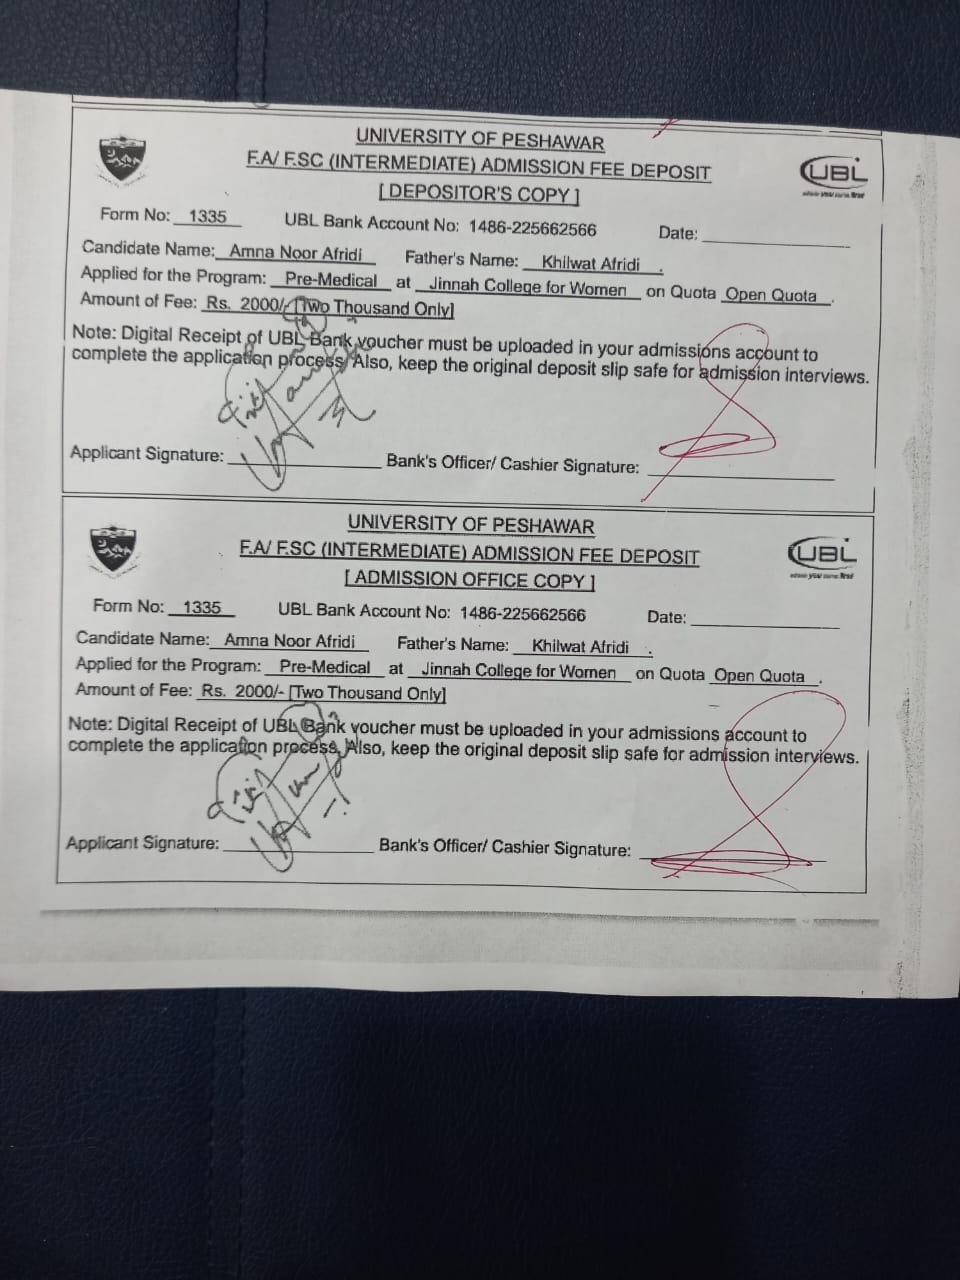 UNIVERSITY OF PESHAWAR
F.A/ F.SC (INTERMEDIATE) ADMISSION FEE DEPOSIT
[ DEPOSITOR'S COPY ]
UBL
where you come first
Form No: 1335 UBL Bank Account No: 1486-225662566 Date:
Candidate Name: Amna Noor Afridi Father's Name: Khilwat Afridi .
Applied for the Program: Pre-Medical at Jinnah College for Women on Quota Open Quota .
Amount of Fee: Rs. 2000/- [Two Thousand Only]
Note: Digital Receipt of UBL Bank voucher must be uploaded in your admissions account to
complete the application process. Also, keep the original deposit slip safe for admission interviews.
Applicant Signature: Bank's Officer/ Cashier Signature:
UNIVERSITY OF PESHAWAR
F.A/ F.SC (INTERMEDIATE) ADMISSION FEE DEPOSIT
[ ADMISSION OFFICE COPY ]
UBL
where you come first
Form No: 1335 UBL Bank Account No: 1486-225662566 Date:
Candidate Name: Amna Noor Afridi Father's Name: Khilwat Afridi .
Applied for the Program: Pre-Medical at Jinnah College for Women on Quota Open Quota .
Amount of Fee: Rs. 2000/- [Two Thousand Only]
Note: Digital Receipt of UBL Bank voucher must be uploaded in your admissions account to
complete the application process. Also, keep the original deposit slip safe for admission interviews.
Applicant Signature: Bank's Officer/ Cashier Signature: